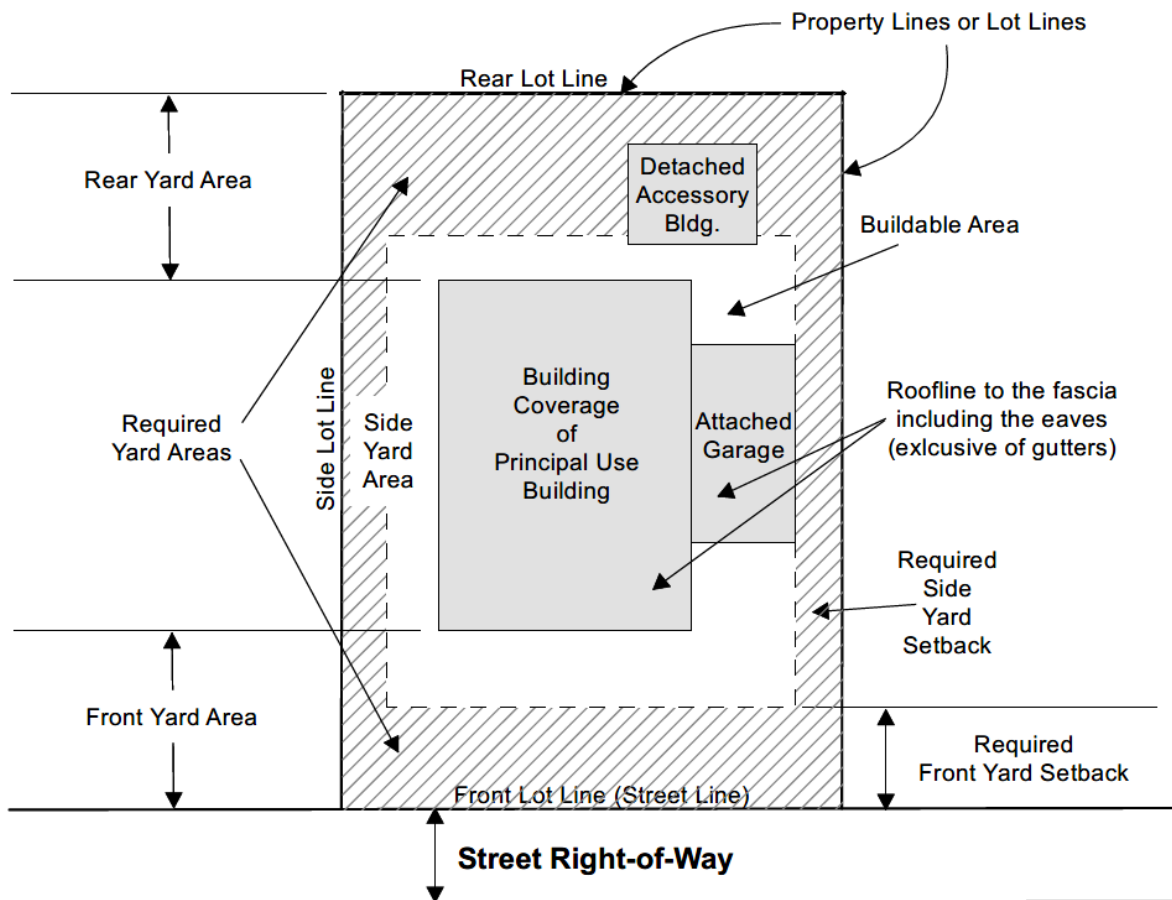 Property Lines or Lot Lines
Rear Lot Line
Rear Yard Area
Detached
Accessory
Bldg.
Buildable Area
Side Lot Line
Required
Yard Areas
Side
Yard
Area
Building
Coverage
of
Principal Use
Building
Attached
Garage
Roofline to the fascia
including the eaves
(exlcusive of gutters)
Required
Side
Yard
Setback
Front Yard Area
Required
Front Yard Setback
Front Lot Line (Street Line)
Street Right-of-Way